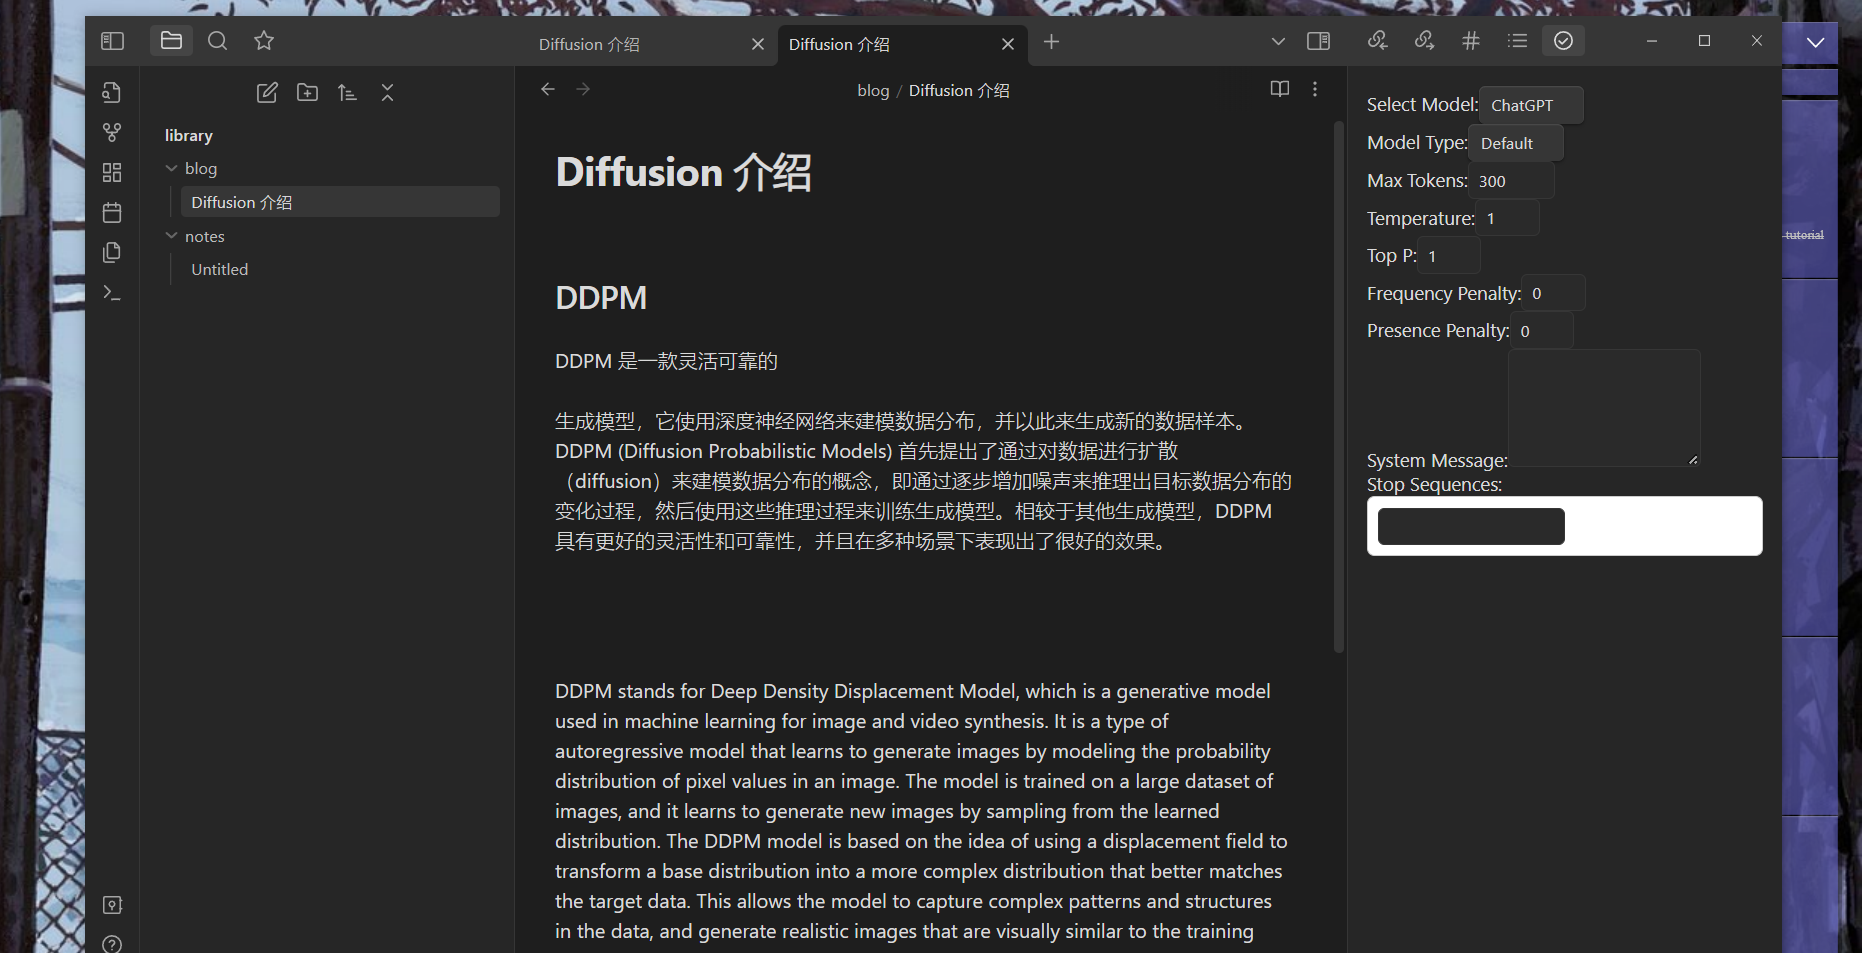 Diffusion 介绍
Diffusion 介绍
library
blog
Diffusion 介绍
notes
Untitled
blog / Diffusion 介绍
Diffusion 介绍
DDPM
DDPM 是一款灵活可靠的
生成模型，它使用深度神经网络来建模数据分布，并以此来生成新的数据样本。
DDPM (Diffusion Probabilistic Models) 首先提出了通过对数据进行扩散
（diffusion）来建模数据分布的概念，即通过逐步增加噪声来推理出目标数据分布的
变化过程，然后使用这些推理过程来训练生成模型。相较于其他生成模型，DDPM
具有更好的灵活性和可靠性，并且在多种场景下表现出了很好的效果。
DDPM stands for Deep Density Displacement Model, which is a generative model
used in machine learning for image and video synthesis. It is a type of
autoregressive model that learns to generate images by modeling the probability
distribution of pixel values in an image. The model is trained on a large dataset of
images, and it learns to generate new images by sampling from the learned
distribution. The DDPM model is based on the idea of using a displacement field to
transform a base distribution into a more complex distribution that better matches
the target data. This allows the model to capture complex patterns and structures
in the data, and generate realistic images that are visually similar to the training
Select Model: ChatGPT
Model Type: Default
Max Tokens: 300
Temperature: 1
Top P: 1
Frequency Penalty: 0
Presence Penalty: 0
System Message:
Stop Sequences:
tutorial